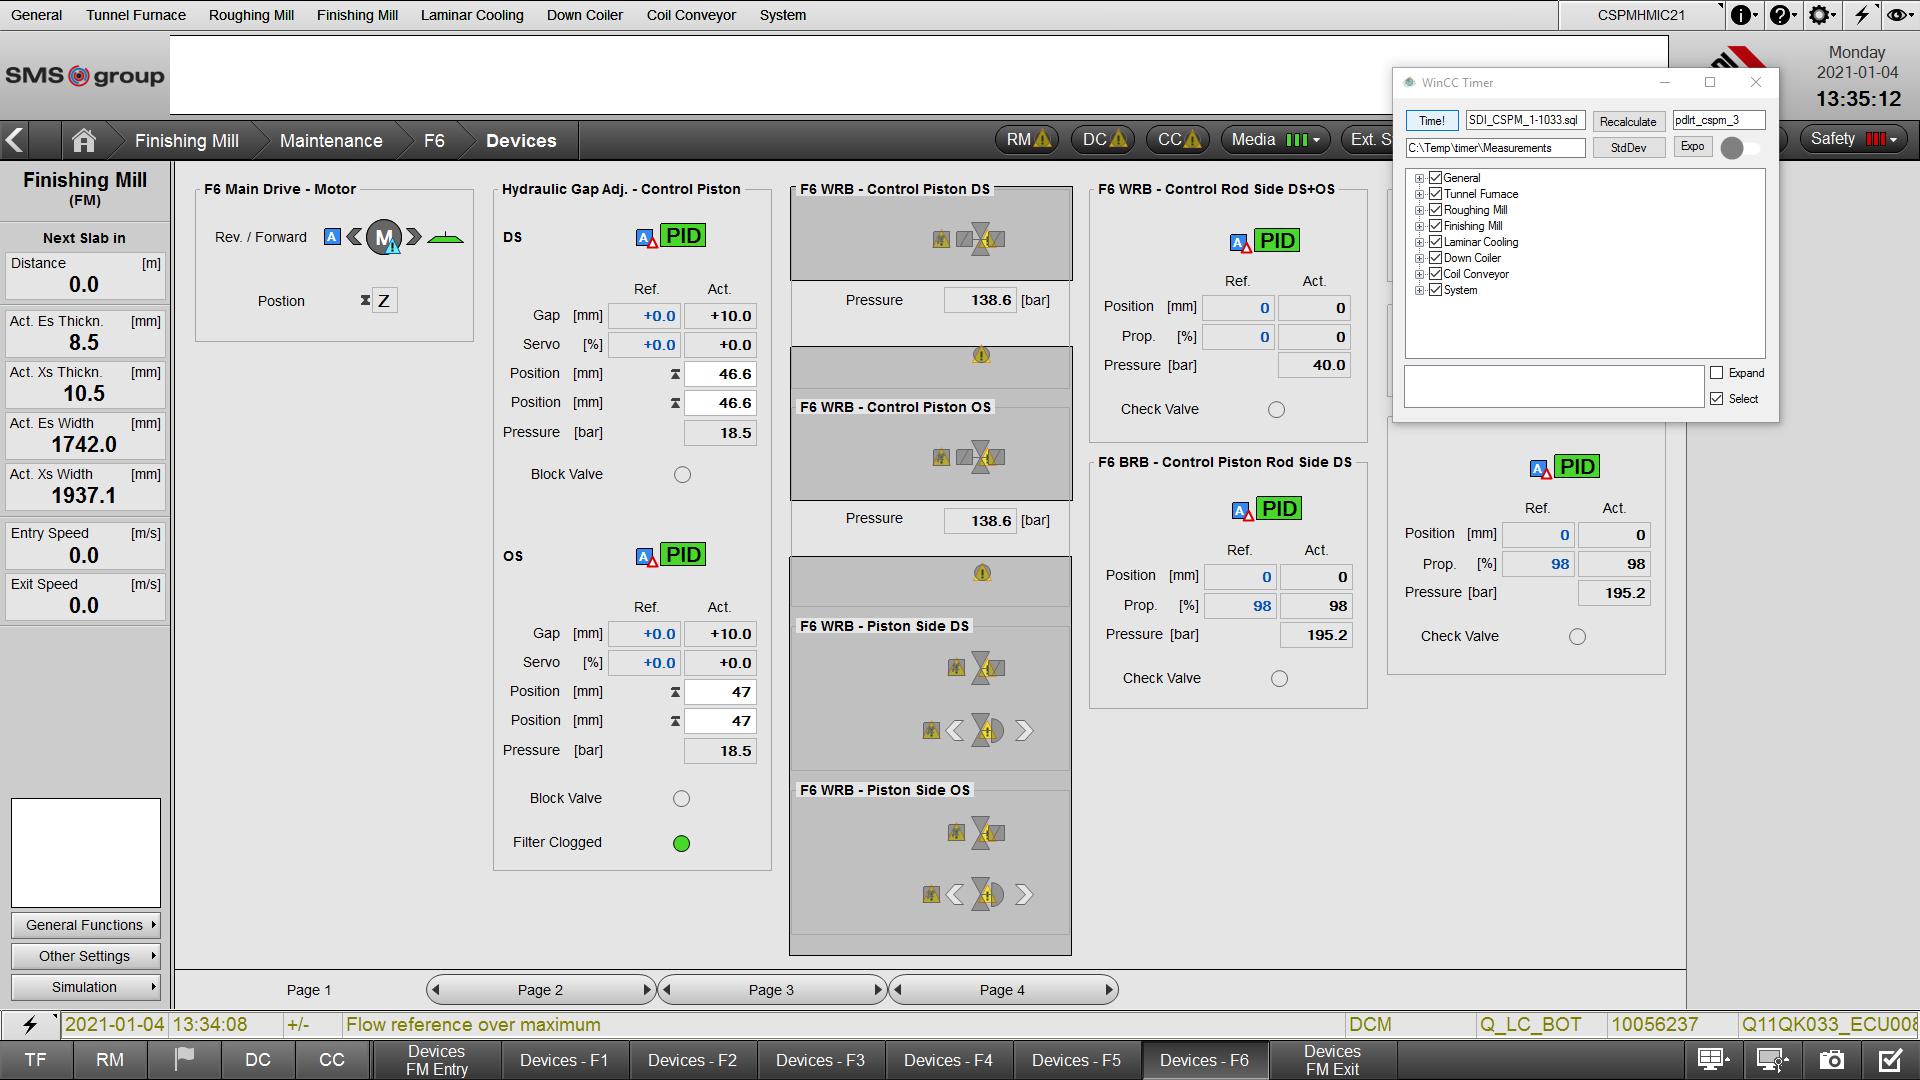 General Tunnel Furnace Roughing Mill Finishing Mill Laminar Cooling Down Coiler Coil Conveyor System CSPMHMIC21
SMS group
Monday
2021-01-04
13:35:12
Finishing Mill Maintenance F6 Devices RM DC CC Media Ext. S Safety
WinCC Timer
Time! SDI_CSPM_1-1033.sql Recalculate pdlrt_cspm_3
C:\Temp\timer\Measurements StdDev Expo
General
Tunnel Furnace
Roughing Mill
Finishing Mill
Laminar Cooling
Down Coiler
Coil Conveyor
System
Expand
Select
Finishing Mill
(FM)
Next Slab in
Distance [m]
0.0
Act. Es Thickn. [mm]
8.5
Act. Xs Thickn. [mm]
10.5
Act. Es Width [mm]
1742.0
Act. Xs Width [mm]
1937.1
Entry Speed [m/s]
0.0
Exit Speed [m/s]
0.0
General Functions
Other Settings
Simulation
F6 Main Drive - Motor
Rev. / Forward A M
Postion Z
Hydraulic Gap Adj. - Control Piston
DS A PID
Ref. Act.
Gap [mm] +0.0 +10.0
Servo [%] +0.0 +0.0
Position [mm] 46.6
Position [mm] 46.6
Pressure [bar] 18.5
Block Valve
OS A PID
Ref. Act.
Gap [mm] +0.0 +10.0
Servo [%] +0.0 +0.0
Position [mm] 47
Position [mm] 47
Pressure [bar] 18.5
Block Valve
Filter Clogged
F6 WRB - Control Piston DS
Pressure 138.6 [bar]
F6 WRB - Control Piston OS
Pressure 138.6 [bar]
F6 WRB - Piston Side DS
F6 WRB - Piston Side OS
F6 WRB - Control Rod Side DS+OS
A PID
Ref. Act.
Position [mm] 0 0
Prop. [%] 0 0
Pressure [bar] 40.0
Check Valve
F6 BRB - Control Piston Rod Side DS
A PID
Ref. Act.
Position [mm] 0 0
Prop. [%] 98 98
Pressure [bar] 195.2
Check Valve
A PID
Ref. Act.
Position [mm] 0 0
Prop. [%] 98 98
Pressure [bar] 195.2
Check Valve
Page 1 Page 2 Page 3 Page 4
2021-01-04 13:34:08 +/- Flow reference over maximum DCM Q_LC_BOT 10056237 Q11QK033_ECU008
TF RM DC CC Devices FM Entry Devices - F1 Devices - F2 Devices - F3 Devices - F4 Devices - F5 Devices - F6 Devices FM Exit